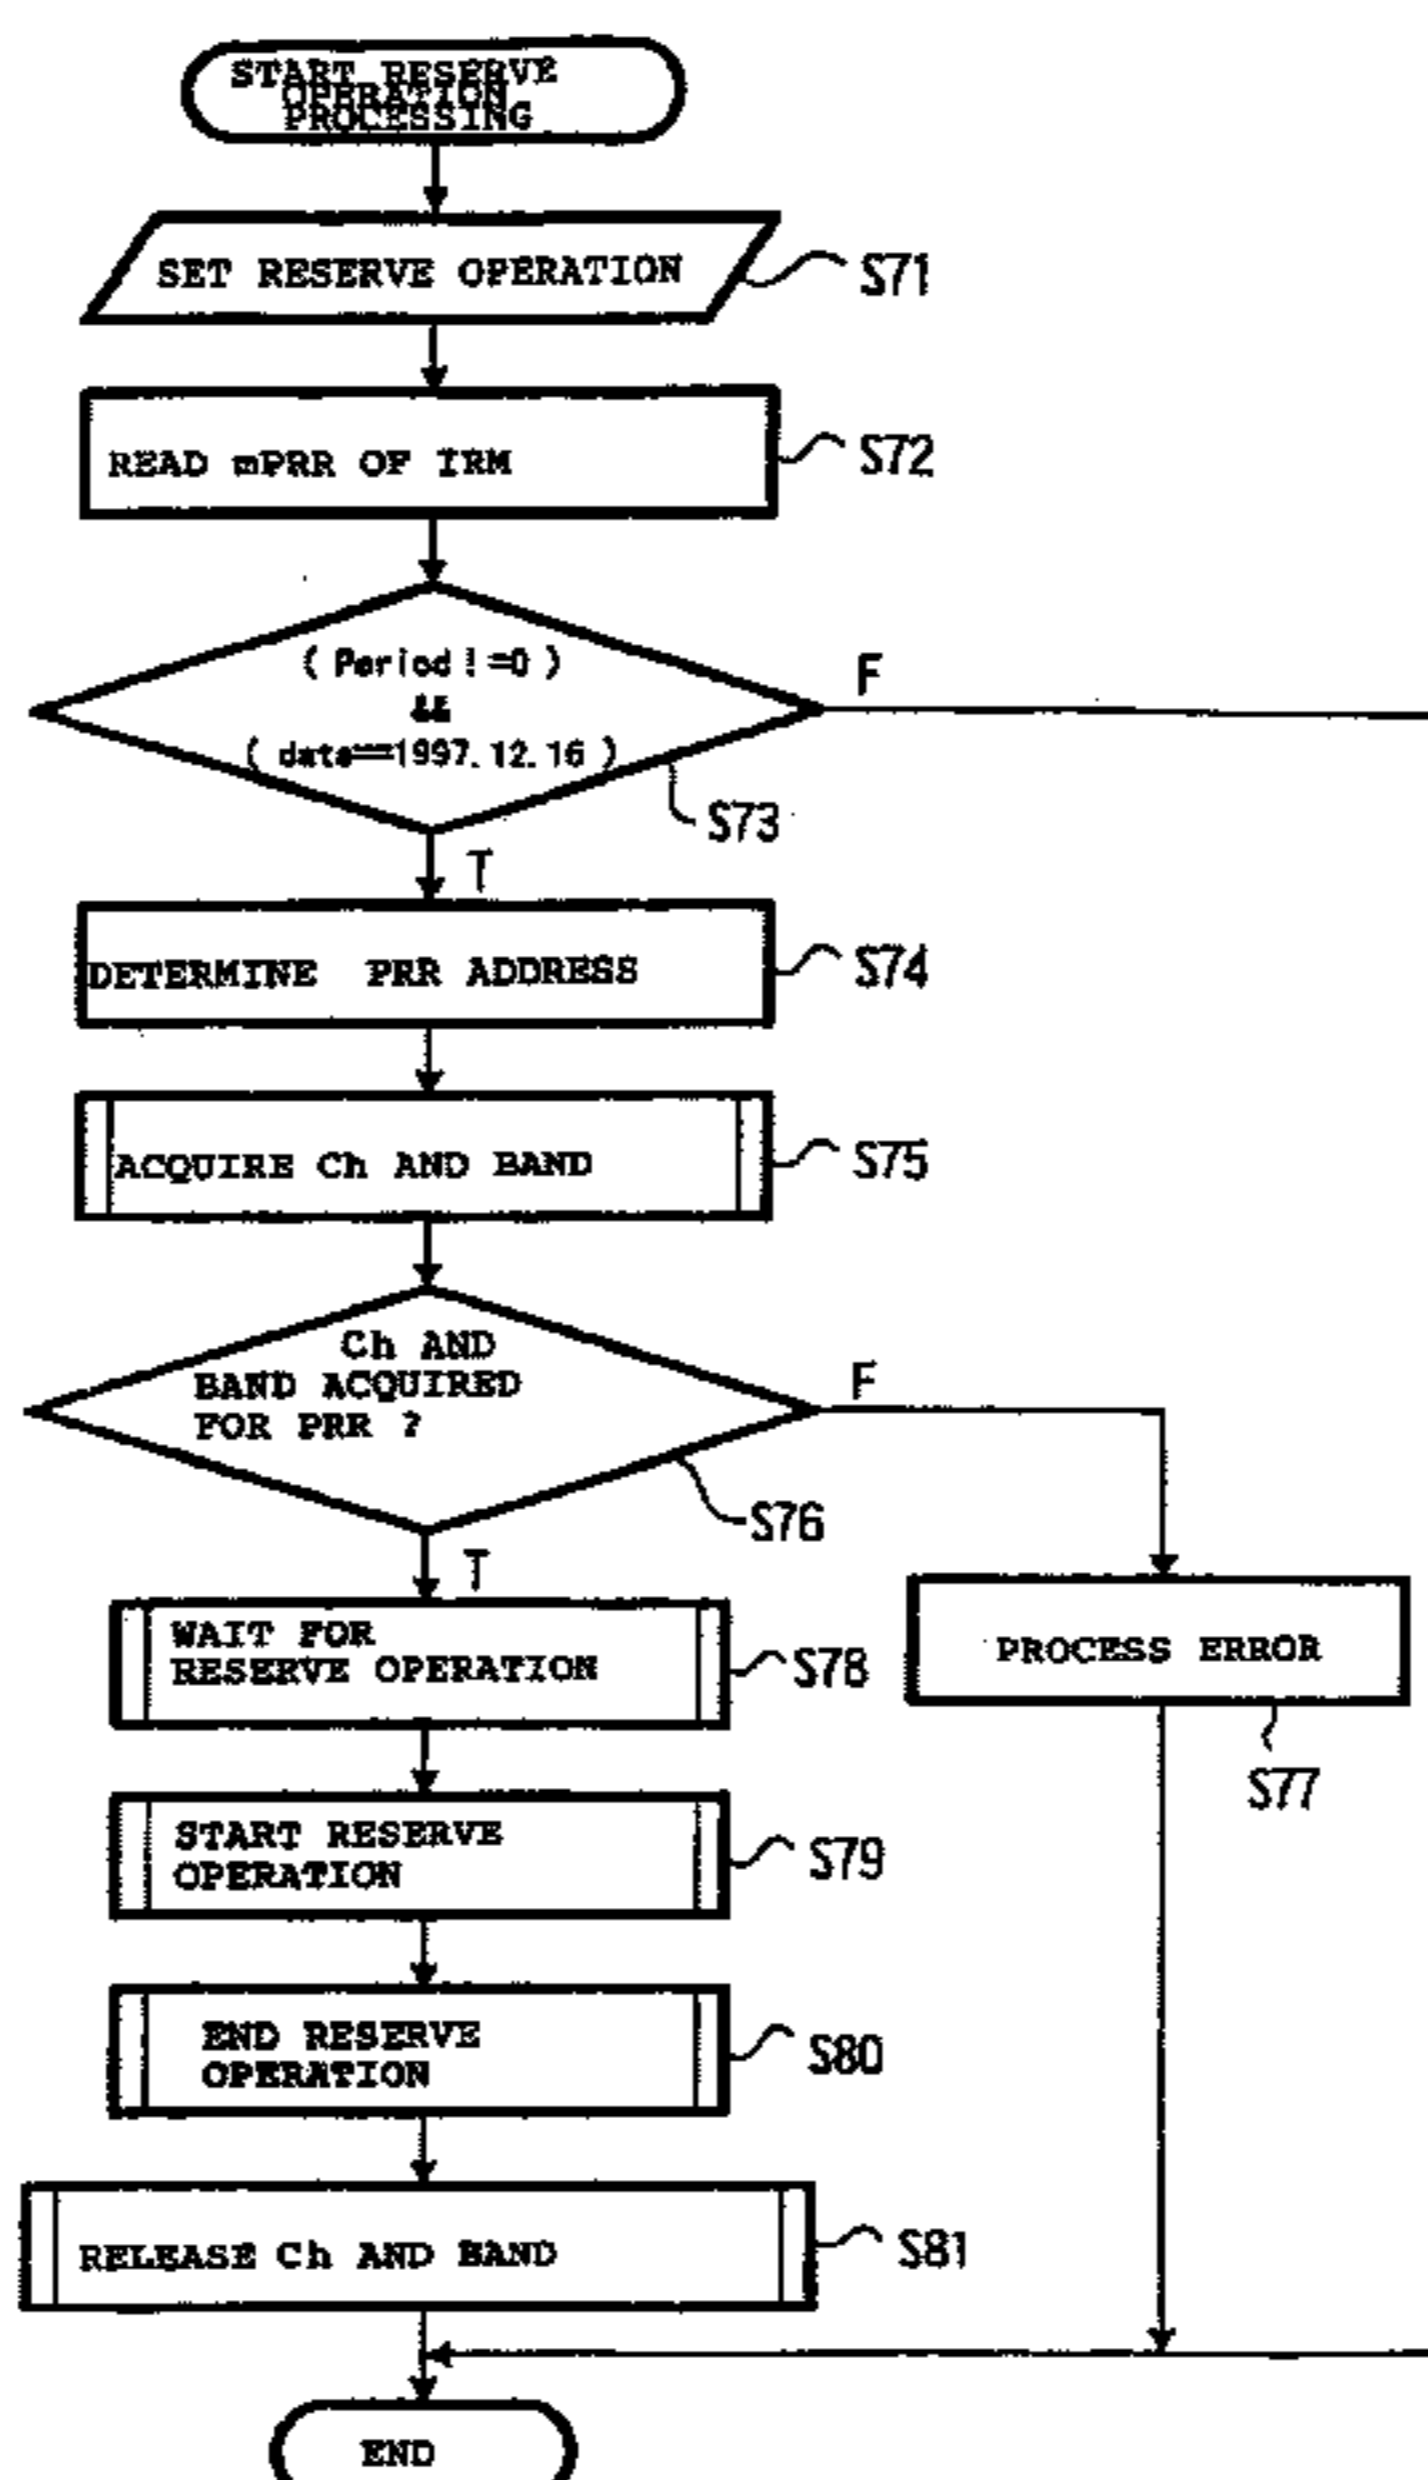 START RESERVE
OPERATION
PROCESSING
SET RESERVE OPERATION
S71
READ mPRR OF IRM
S72
( Period!=0 )
&&
( date==1997.12.16 )
F
S73
T
DETERMINE PRR ADDRESS
S74
ACQUIRE Ch AND BAND
S75
Ch AND
BAND ACQUIRED
FOR PRR ?
F
S76
T
WAIT FOR
RESERVE OPERATION
S78
PROCESS ERROR
S77
START RESERVE
OPERATION
S79
END RESERVE
OPERATION
S80
RELEASE Ch AND BAND
S81
END